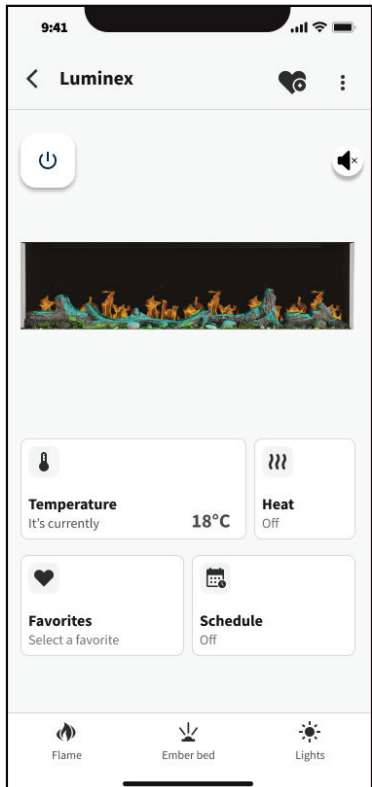 9:41
Luminex
Temperature
It's currently
18°C
Heat
Off
Favorites
Select a favorite
Schedule
Off
Flame
Ember bed
Lights